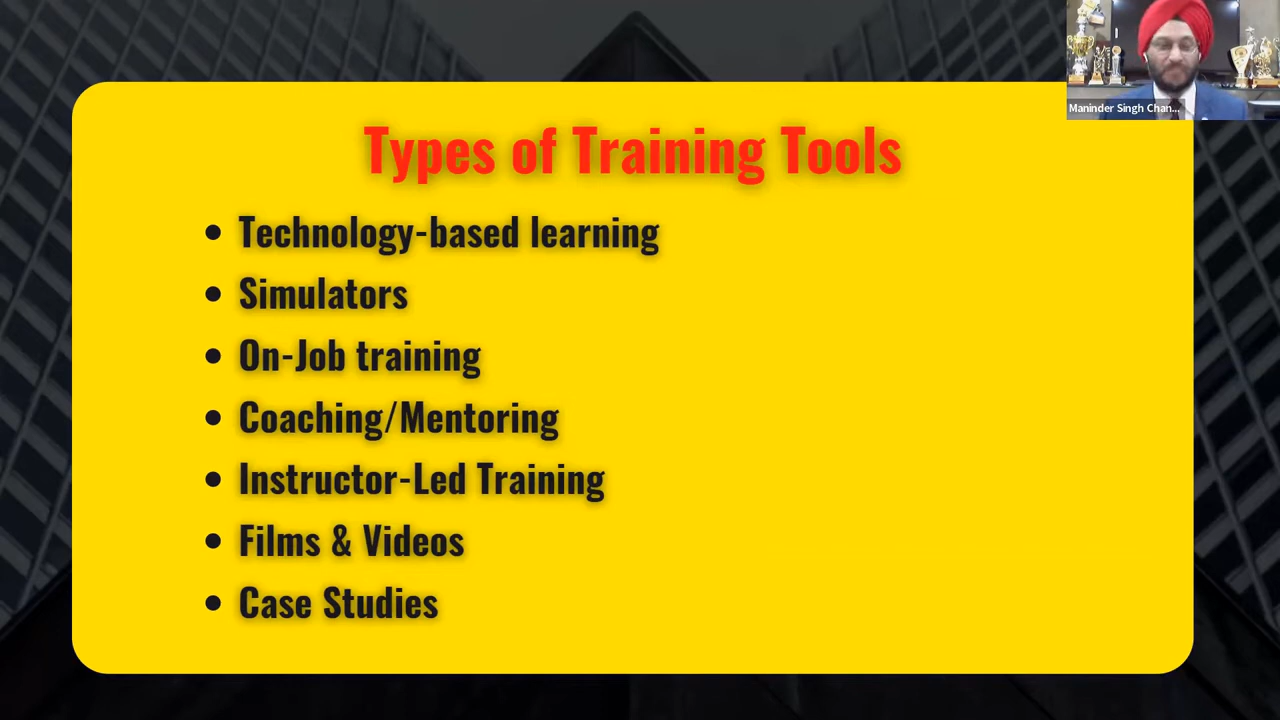 Maninder Singh Chan...
Types of Training Tools
• Technology-based learning
• Simulators
• On-Job training
• Coaching/Mentoring
• Instructor-Led Training
• Films & Videos
• Case Studies